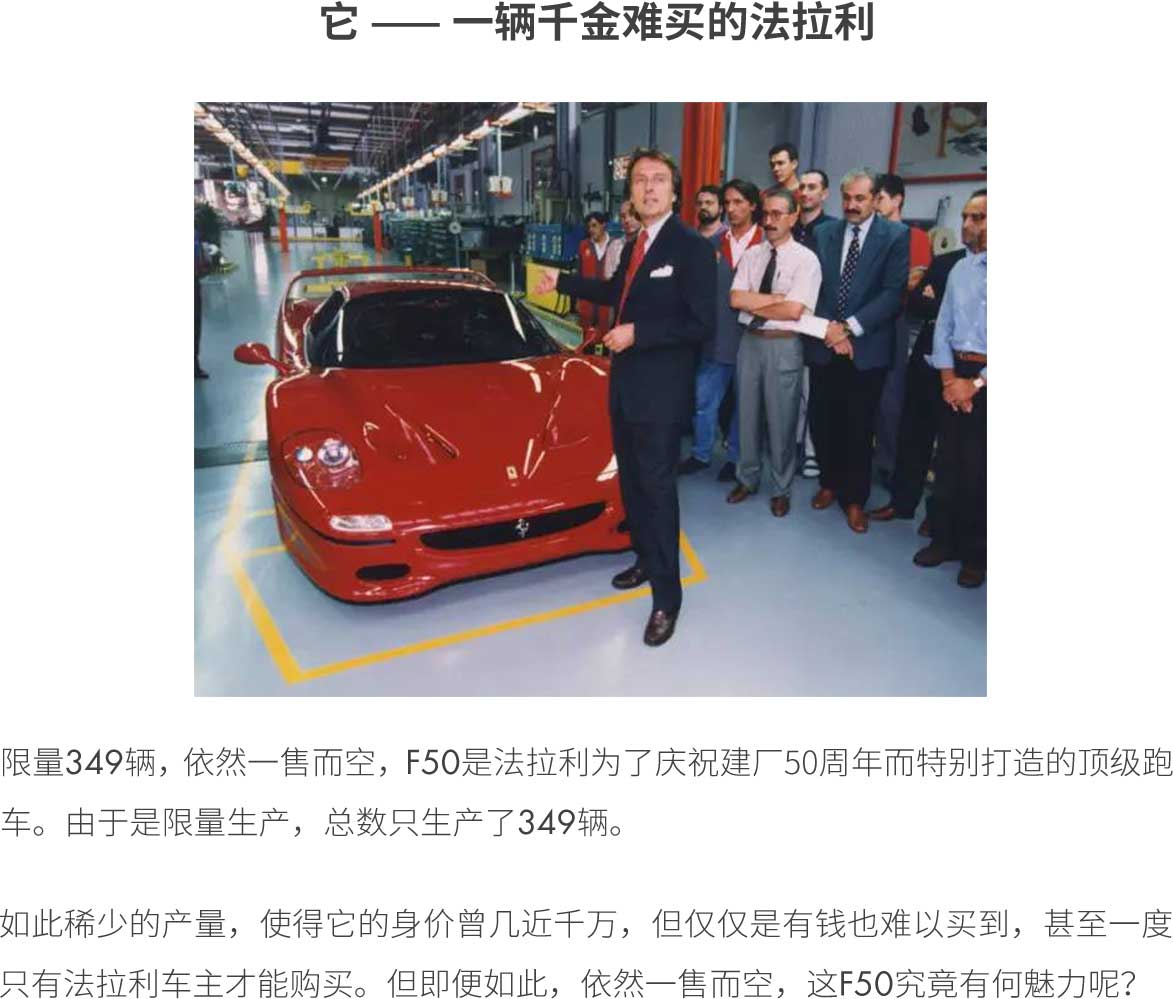 它 —— 一辆千金难买的法拉利
限量349辆，依然一售而空，F50是法拉利为了庆祝建厂50周年而特别打造的顶级跑
车。由于是限量生产，总数只生产了349辆。
如此稀少的产量，使得它的身价曾几近千万，但仅仅是有钱也难以买到，甚至一度
只有法拉利车主才能购买。但即便如此，依然一售而空，这F50究竟有何魅力呢？